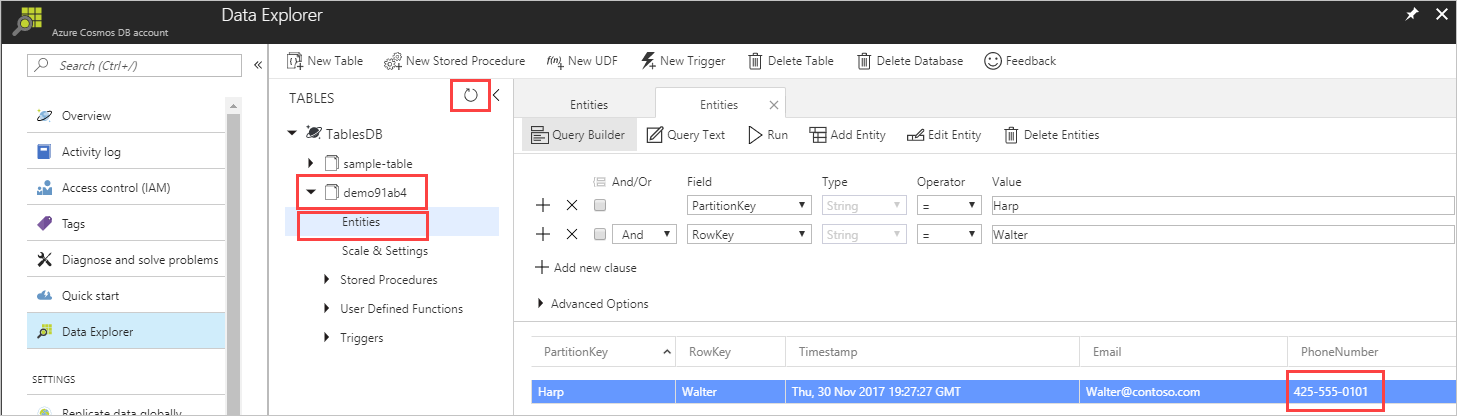 Data Explorer
Azure Cosmos DB account
Search (Ctrl+/)
Overview
Activity log
Access control (IAM)
Tags
Diagnose and solve problems
Quick start
Data Explorer
SETTINGS
Replicate data globally
New Table New Stored Procedure f(n) New UDF New Trigger Delete Table Delete Database Feedback
TABLES
TablesDB
sample-table
demo91ab4
Entities
Scale & Settings
Stored Procedures
User Defined Functions
Triggers
Entities Entities
Query Builder Query Text Run Add Entity Edit Entity Delete Entities
And/Or Field Type Operator Value
PartitionKey String = Harp
And RowKey String = Walter
Add new clause
Advanced Options
PartitionKey RowKey Timestamp Email PhoneNumber
Harp Walter Thu, 30 Nov 2017 19:27:27 GMT Walter@contoso.com 425-555-0101